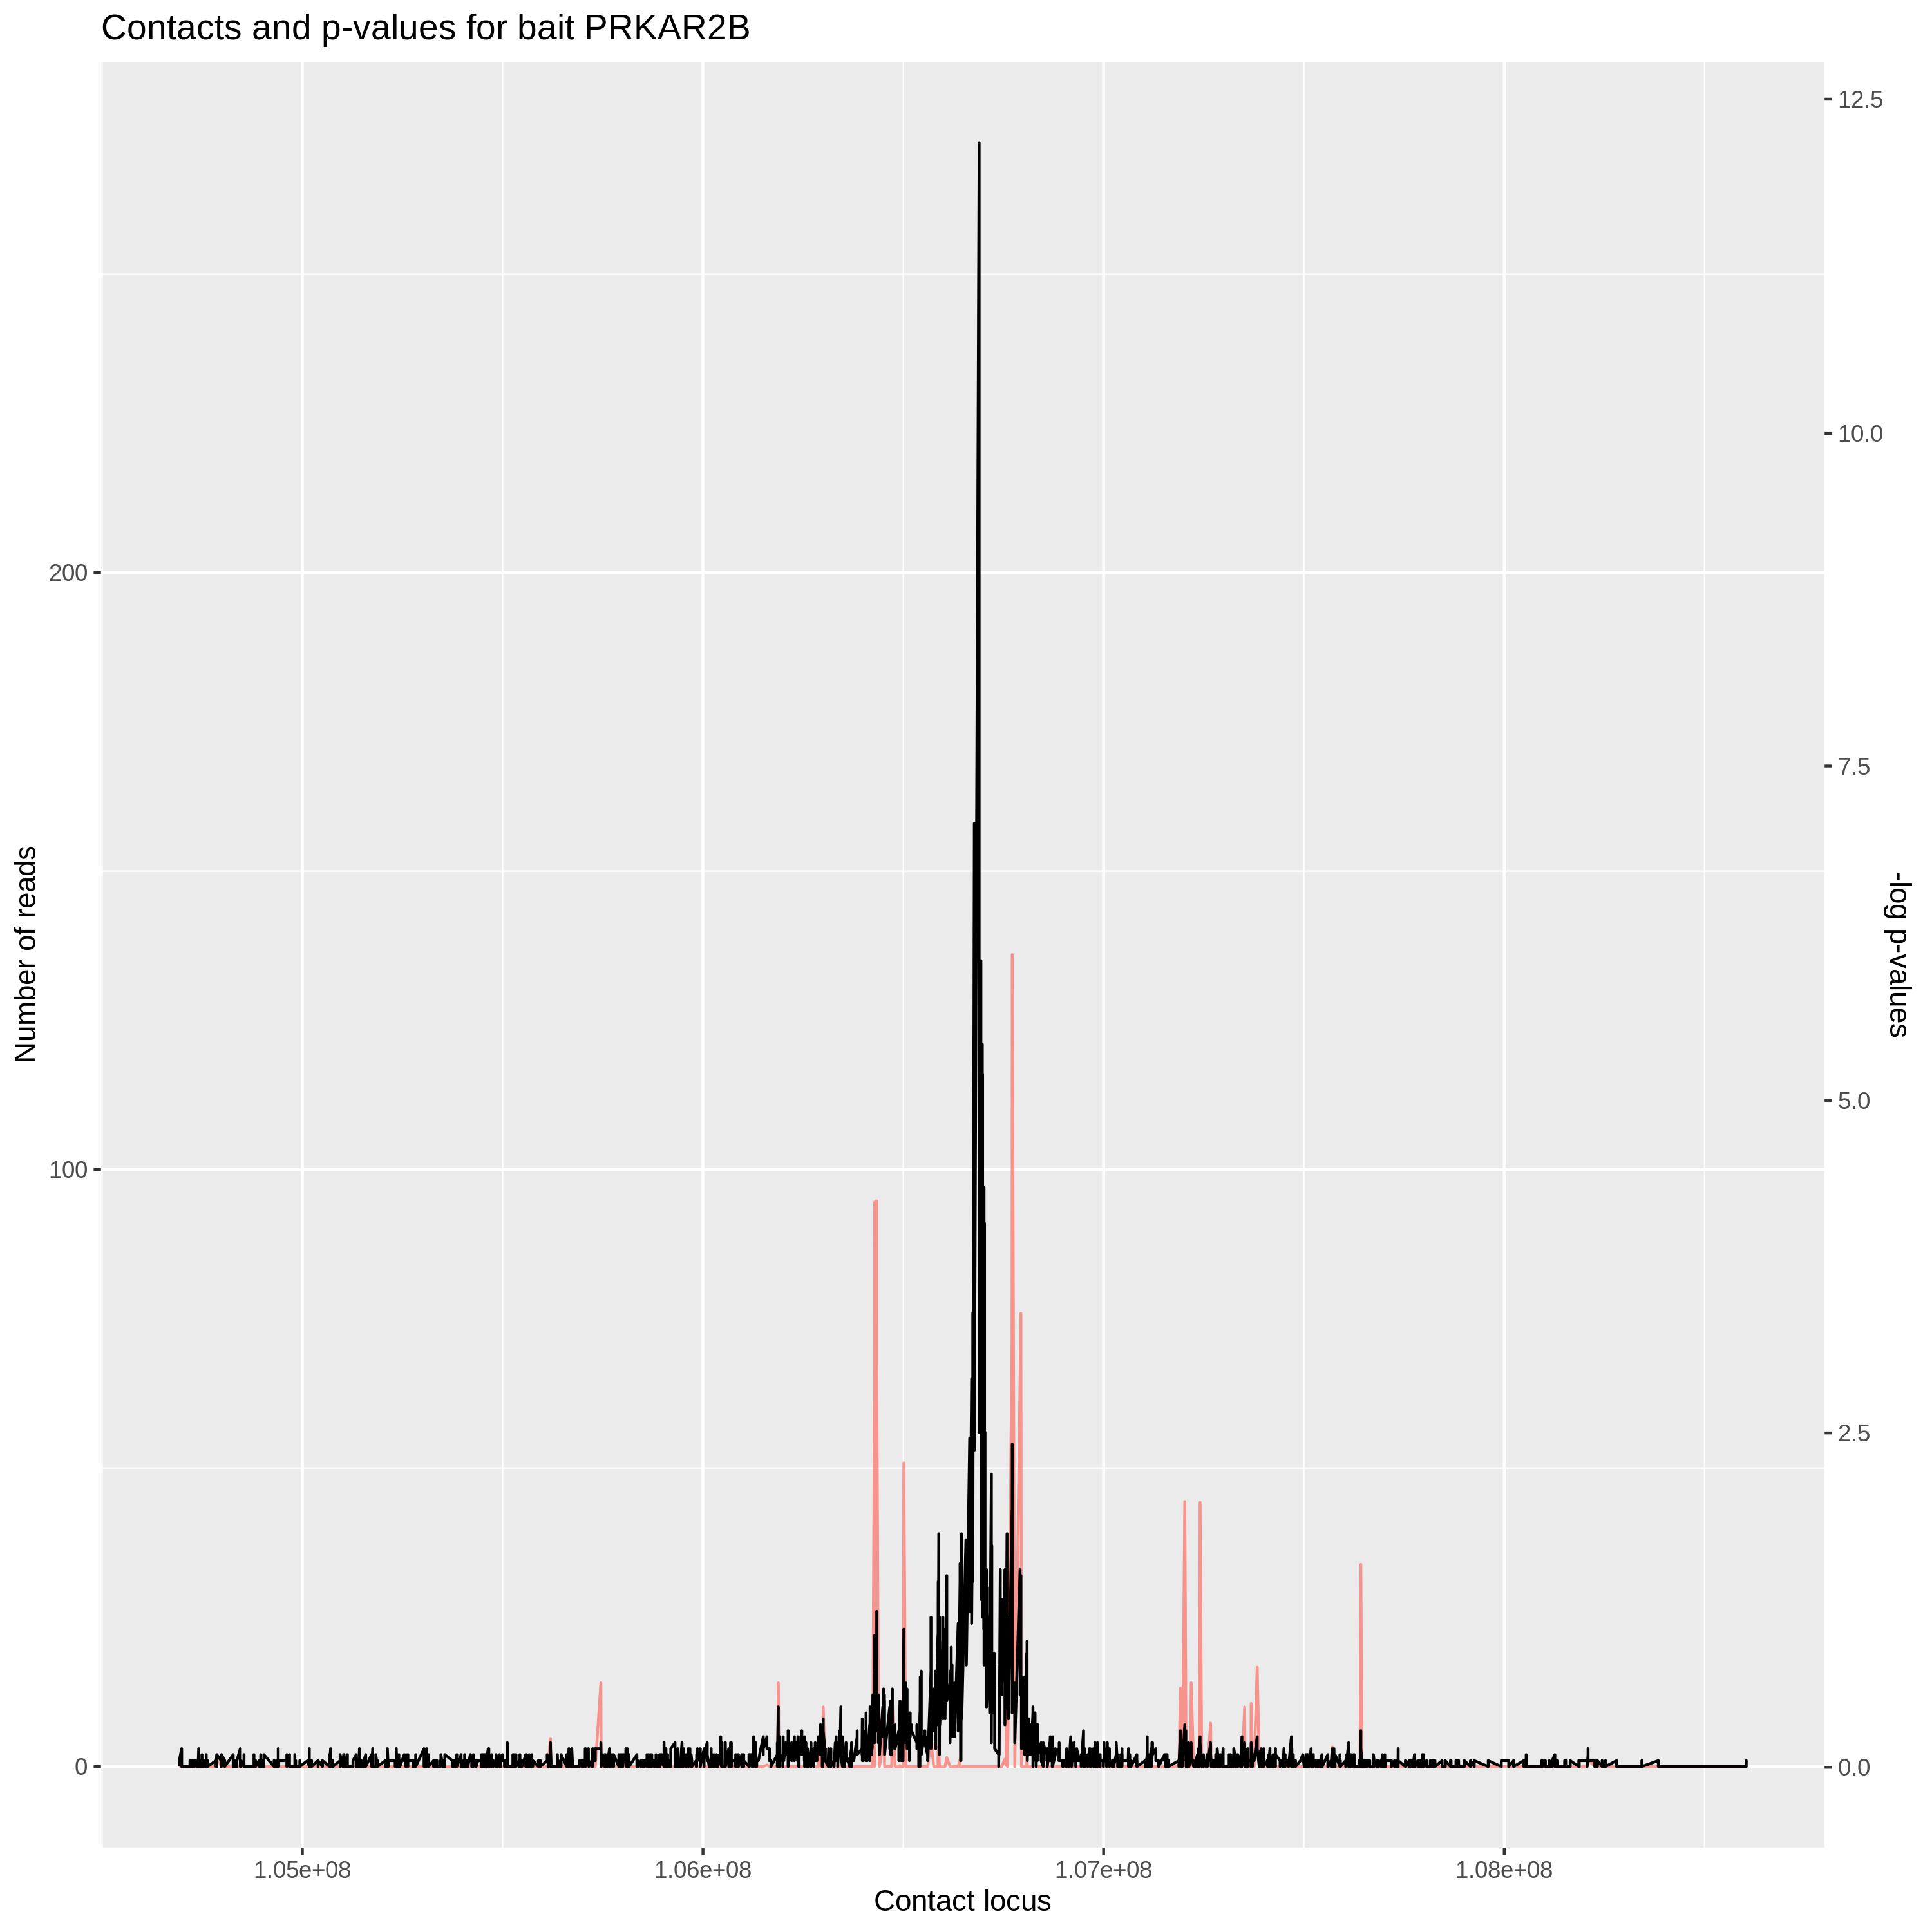 Contacts and p-values for bait PRKAR2B
Number of reads
200
100
0
12.5
10.0
7.5
5.0
2.5
0.0
-log p-values
1.05e+08
1.06e+08
1.07e+08
1.08e+08
Contact locus